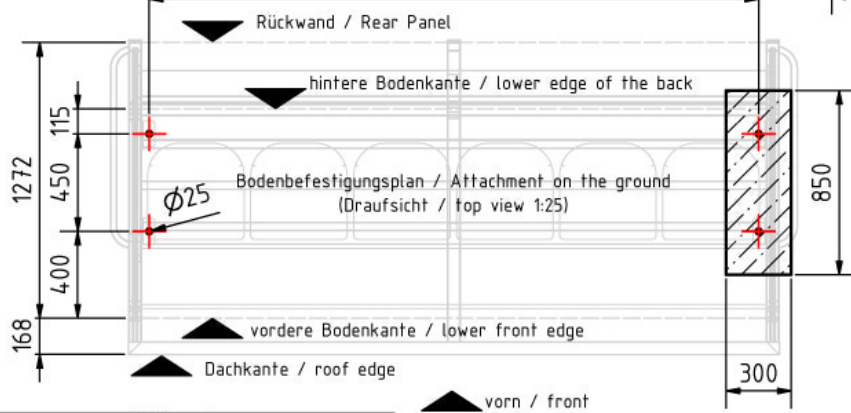 Rückwand / Rear Panel
hintere Bodenkante / lower edge of the back
115
1272
450
850
Bodenbefestigungsplan / Attachment on the ground
(Draufsicht / top view 1:25)
Ø25
400
168
vordere Bodenkante / lower front edge
Dachkante / roof edge
300
vorn / front